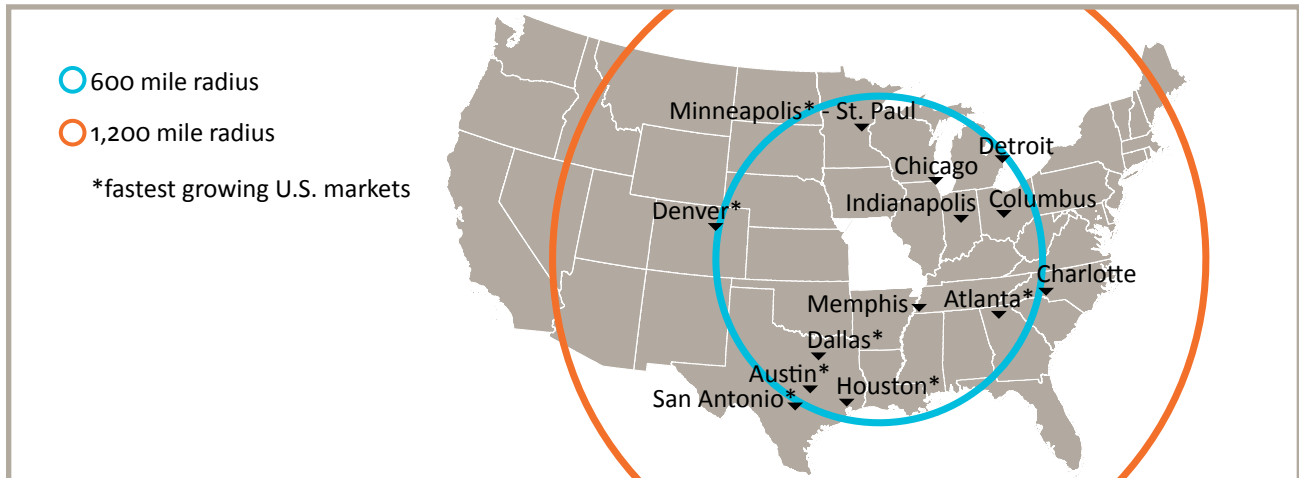 600 mile radius
1,200 mile radius
*fastest growing U.S. markets
Minneapolis* - St. Paul
Detroit
Chicago
Indianapolis
Columbus
Denver*
Charlotte
Memphis
Atlanta*
Dallas*
Austin*
Houston*
San Antonio*